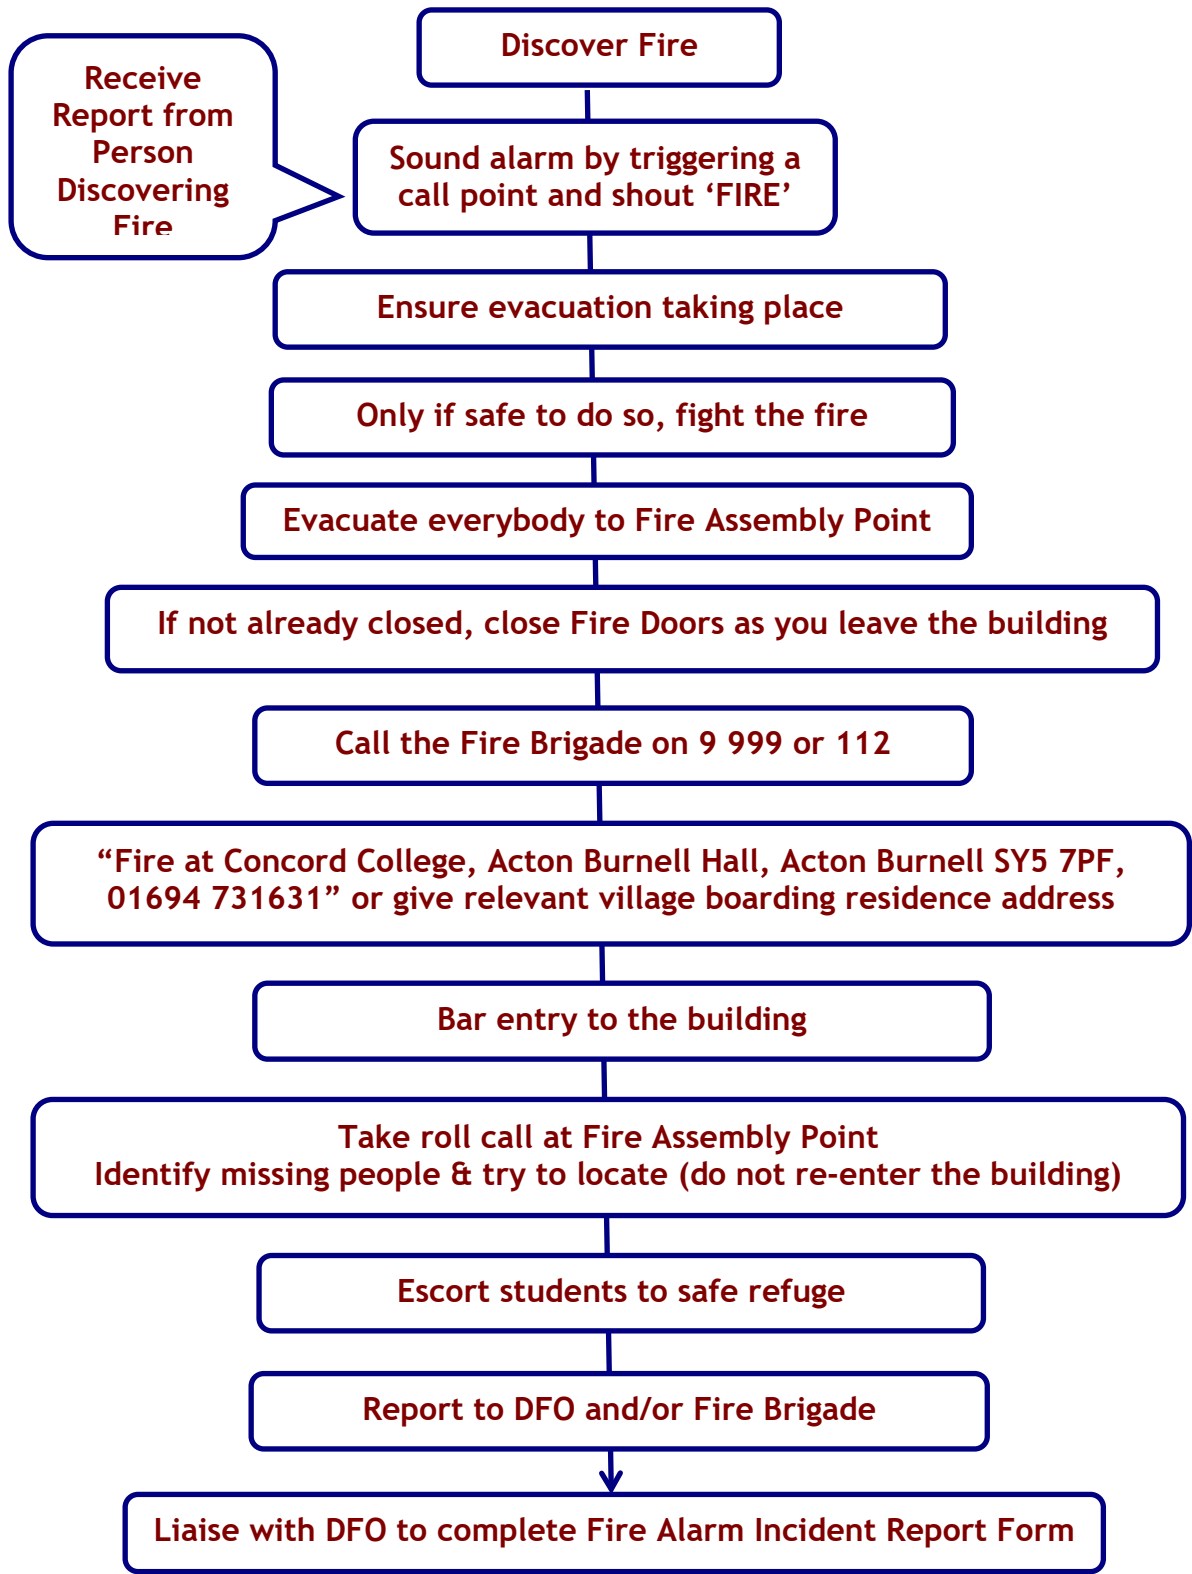 Discover Fire
Receive
Report from
Person
Discovering
Fire
Sound alarm by triggering a
call point and shout ‘FIRE’
Ensure evacuation taking place
Only if safe to do so, fight the fire
Evacuate everybody to Fire Assembly Point
If not already closed, close Fire Doors as you leave the building
Call the Fire Brigade on 9 999 or 112
“Fire at Concord College, Acton Burnell Hall, Acton Burnell SY5 7PF,
01694 731631” or give relevant village boarding residence address
Bar entry to the building
Take roll call at Fire Assembly Point
Identify missing people & try to locate (do not re-enter the building)
Escort students to safe refuge
Report to DFO and/or Fire Brigade
Liaise with DFO to complete Fire Alarm Incident Report Form